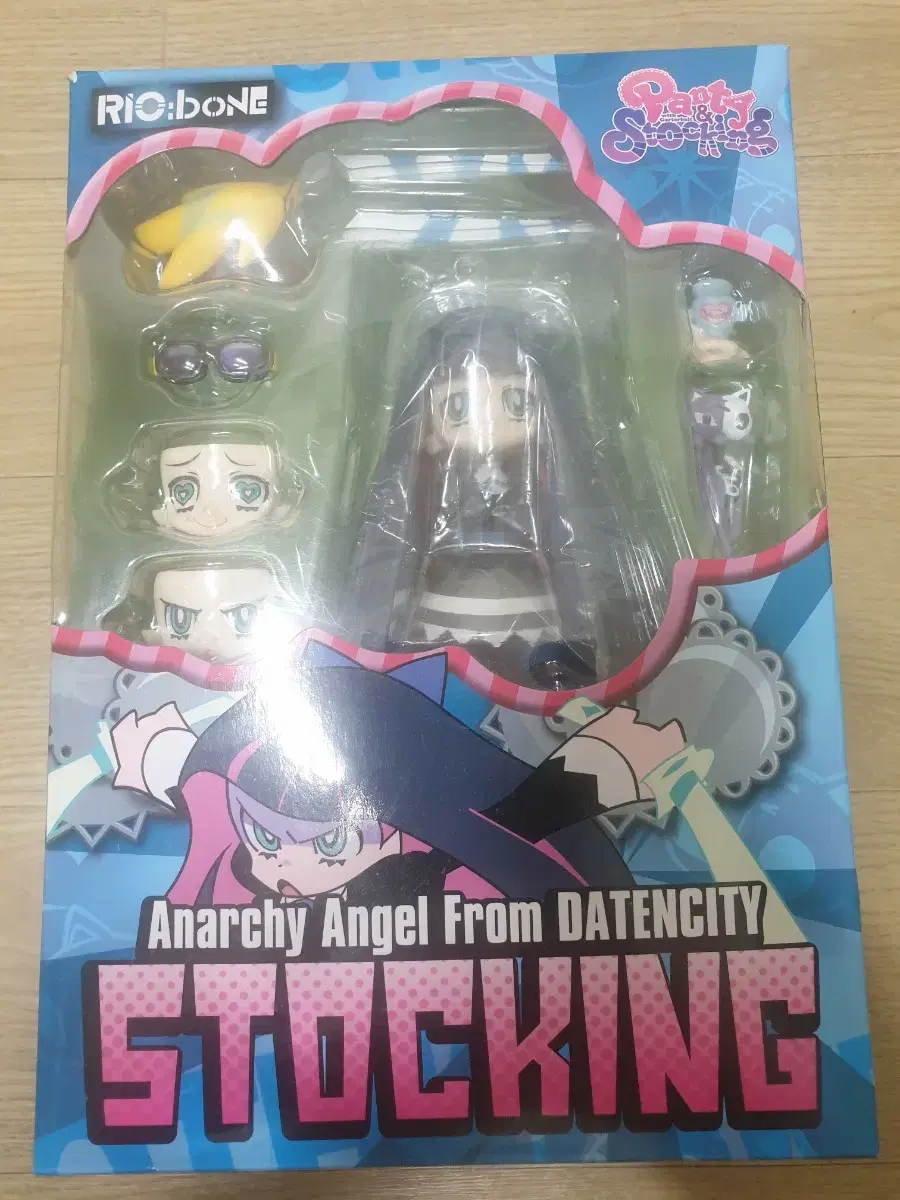 RIO:boNE
Panty
&
Stocking
Anarchy Angel From DATENCITY
STOCKING